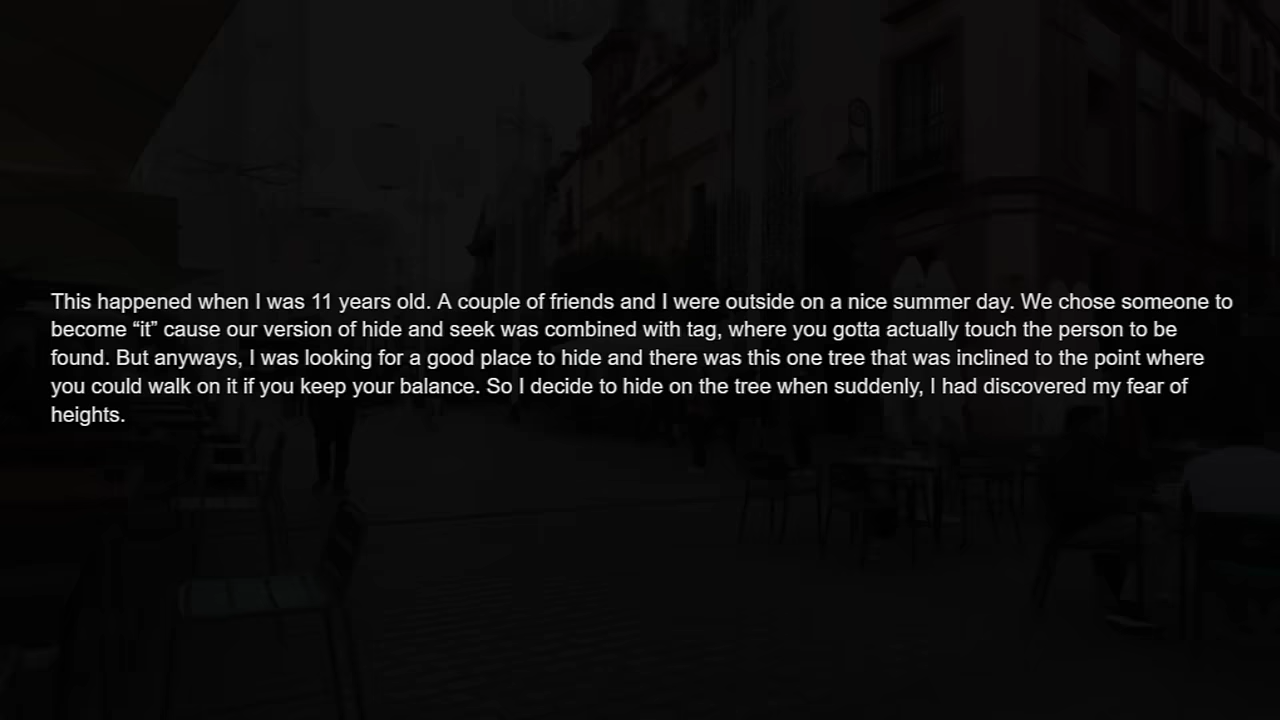 This happened when I was 11 years old. A couple of friends and I were outside on a nice summer day. We chose someone to
become “it” cause our version of hide and seek was combined with tag, where you gotta actually touch the person to be
found. But anyways, I was looking for a good place to hide and there was this one tree that was inclined to the point where
you could walk on it if you keep your balance. So I decide to hide on the tree when suddenly, I had discovered my fear of
heights.